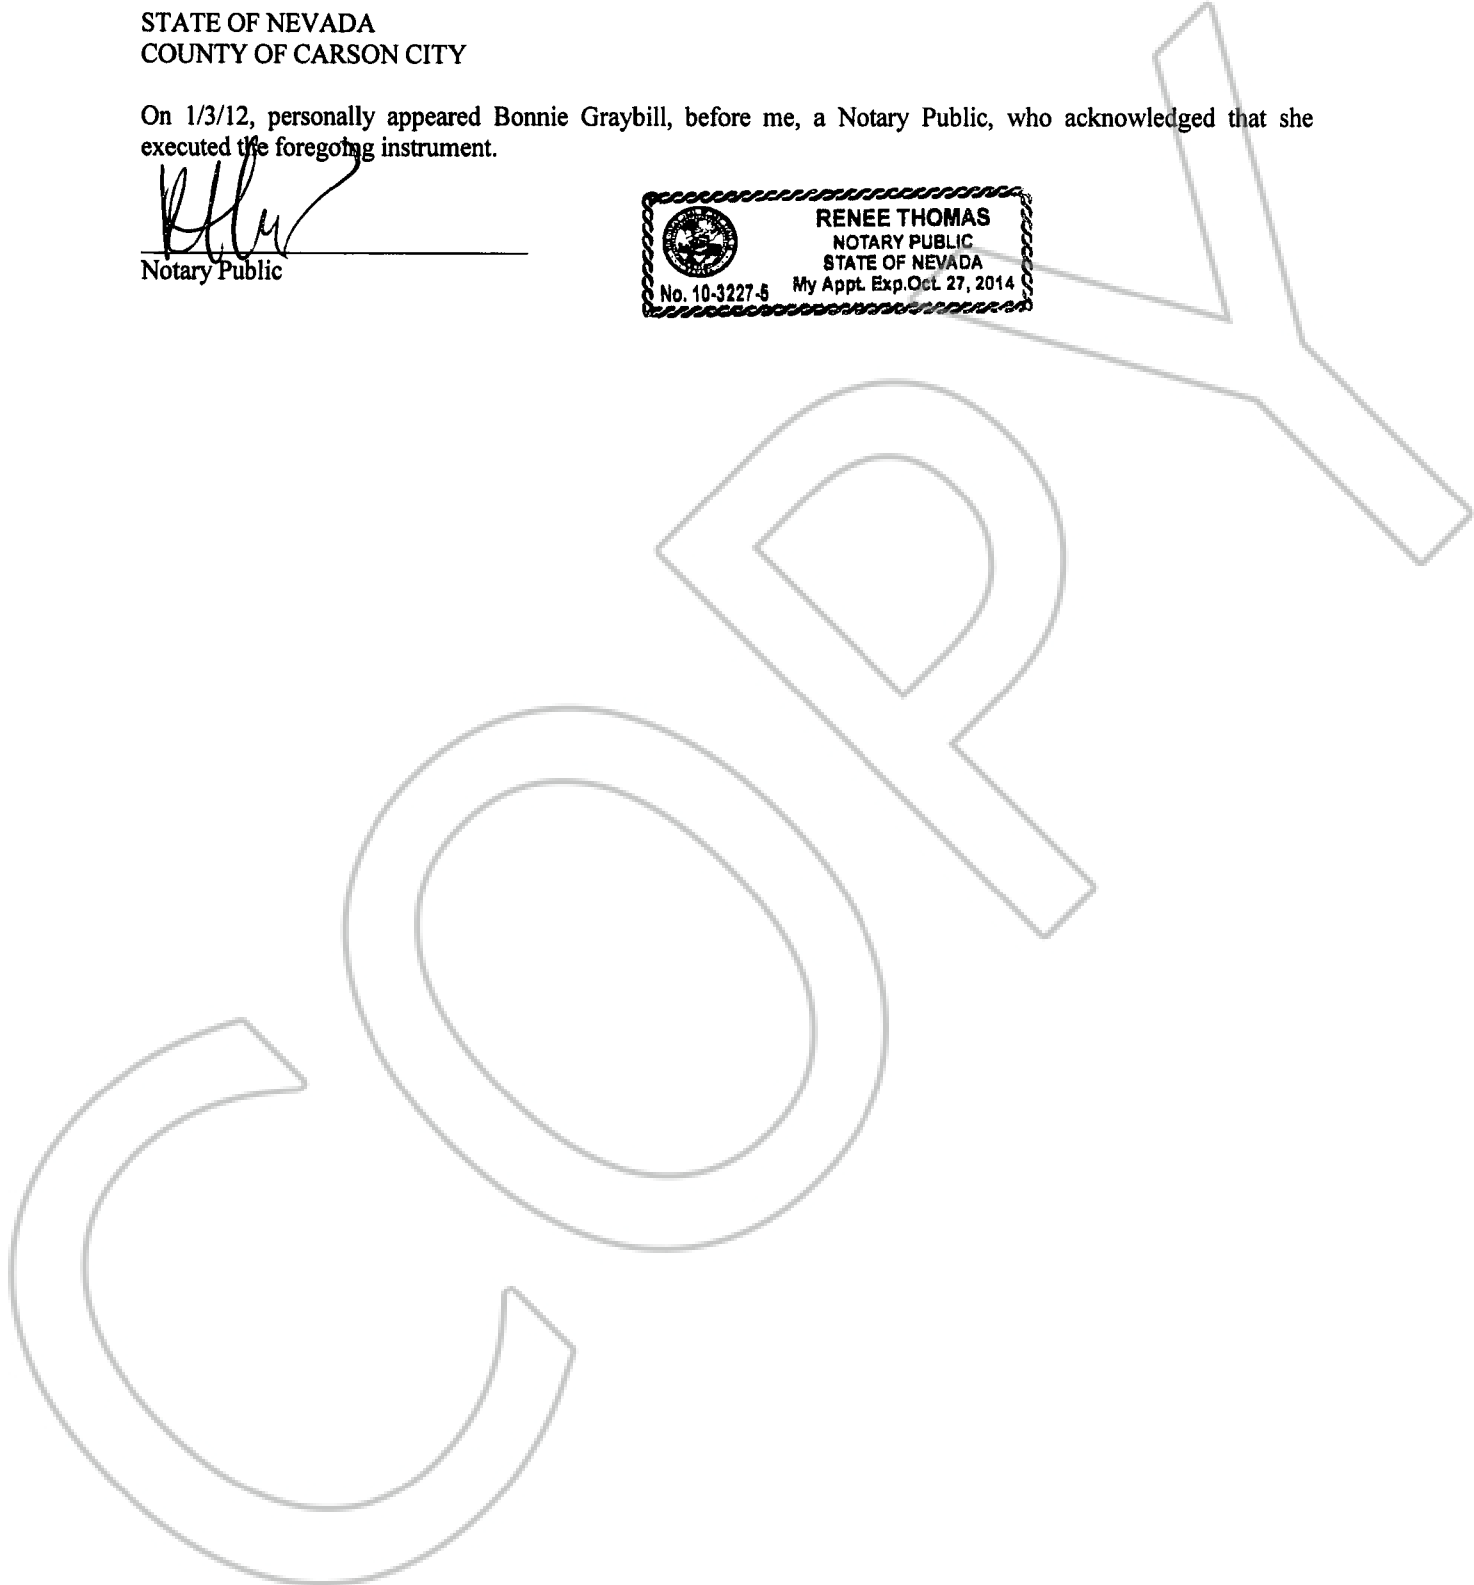 STATE OF NEVADA
COUNTY OF CARSON CITY
On 1/3/12, personally appeared Bonnie Graybill, before me, a Notary Public, who acknowledged that she
executed the foregoing instrument.
Notary Public
RENEE THOMAS
NOTARY PUBLIC
STATE OF NEVADA
No. 10-3227-5 My Appt. Exp. Oct. 27, 2014
COPY